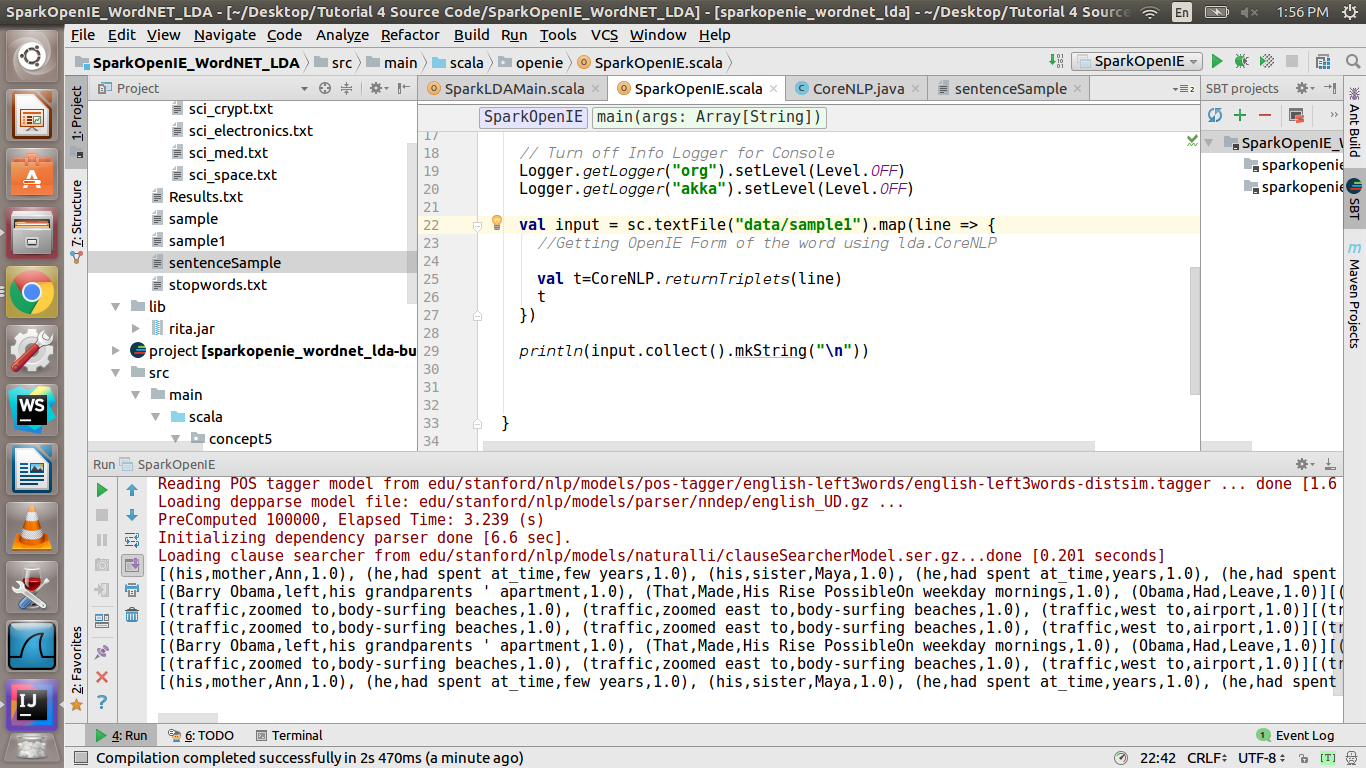 SparkOpenIE_WordNET_LDA - [~/Desktop/Tutorial 4 Source Code/SparkOpenIE_WordNET_LDA] - [sparkopenie_wordnet_lda] - ~/Desktop/Tutorial 4 Source
En
1:56 PM
File Edit View Navigate Code Analyze Refactor Build Run Tools VCS Window Help
SparkOpenIE_WordNET_LDA src main scala openie SparkOpenIE.scala
SparkOpenIE
1: Project
7: Structure
2: Favorites
Project
sci_crypt.txt
sci_electronics.txt
sci_med.txt
sci_space.txt
Results.txt
sample
sample1
sentenceSample
stopwords.txt
lib
rita.jar
project [sparkopenie_wordnet_lda-bu
src
main
scala
concept5
SparkLDAMain.scala SparkOpenIE.scala CoreNLP.java sentenceSample
SparkOpenIE main(args: Array[String])
17
18 // Turn off Info Logger for Console
19 Logger.getLogger("org").setLevel(Level.OFF)
20 Logger.getLogger("akka").setLevel(Level.OFF)
21
22 val input = sc.textFile("data/sample1").map(line => {
23 //Getting OpenIE Form of the word using lda.CoreNLP
24
25 val t=CoreNLP.returnTriplets(line)
26 t
27 })
28
29 println(input.collect().mkString("\n"))
30
31
32
33 }
34
SBT projects
SparkOpenIE_W
sparkopenie
sparkopenie
Ant Build
SBT
Maven Projects
Run SparkOpenIE
Reading POS tagger model from edu/stanford/nlp/models/pos-tagger/english-left3words/english-left3words-distsim.tagger ... done [1.6
Loading depparse model file: edu/stanford/nlp/models/parser/nndep/english_UD.gz ...
PreComputed 100000, Elapsed Time: 3.239 (s)
Initializing dependency parser done [6.6 sec].
Loading clause searcher from edu/stanford/nlp/models/naturalli/clauseSearcherModel.ser.gz...done [0.201 seconds]
[(his,mother,Ann,1.0), (he,had spent at_time,few years,1.0), (his,sister,Maya,1.0), (he,had spent at_time,years,1.0), (he,had spent
[(Barry Obama,left,his grandparents ' apartment,1.0), (That,Made,His Rise PossibleOn weekday mornings,1.0), (Obama,Had,Leave,1.0)][(
[(traffic,zoomed to,body-surfing beaches,1.0), (traffic,zoomed east to,body-surfing beaches,1.0), (traffic,west to,airport,1.0)][(tr
[(traffic,zoomed to,body-surfing beaches,1.0), (traffic,zoomed east to,body-surfing beaches,1.0), (traffic,west to,airport,1.0)][(tr
[(Barry Obama,left,his grandparents ' apartment,1.0), (That,Made,His Rise PossibleOn weekday mornings,1.0), (Obama,Had,Leave,1.0)][(
[(traffic,zoomed to,body-surfing beaches,1.0), (traffic,zoomed east to,body-surfing beaches,1.0), (traffic,west to,airport,1.0)][(tr
[(his,mother,Ann,1.0), (he,had spent at_time,few years,1.0), (his,sister,Maya,1.0), (he,had spent at_time,years,1.0), (he,had spent
4: Run 6: TODO Terminal
1 Event Log
Compilation completed successfully in 2s 470ms (a minute ago)
22:42 CRLF UTF-8 [T]